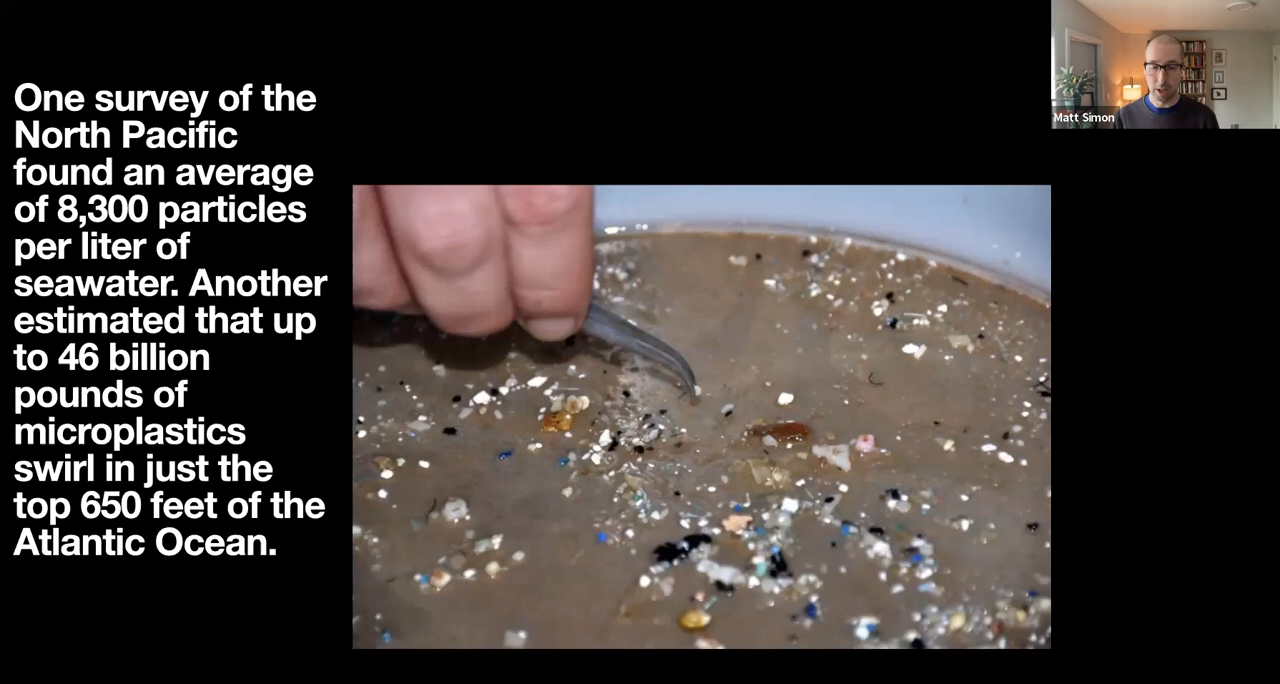 One survey of the
North Pacific
found an average
of 8,300 particles
per liter of
seawater. Another
estimated that up
to 46 billion
pounds of
microplastics
swirl in just the
top 650 feet of the
Atlantic Ocean.
Matt Simon